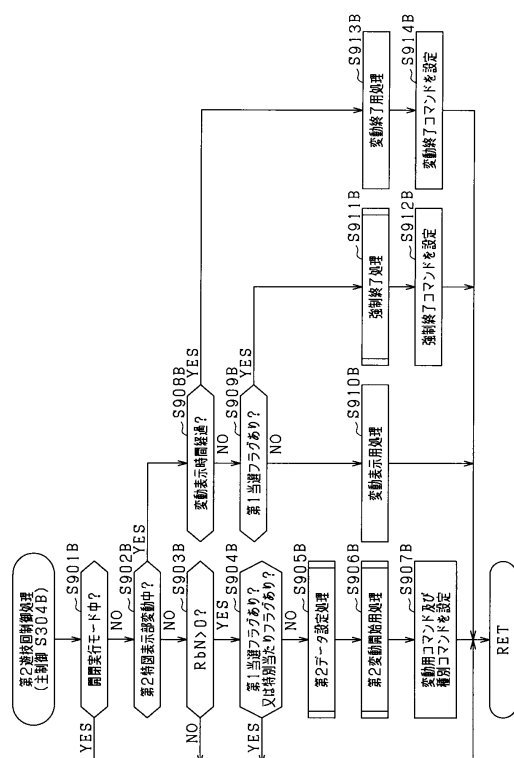 第2遊技回制御処理
(主制御 S304B)
S901B
開閉実行モード中?
YES
NO
S902B
第2特図表示部変動中?
YES
NO
S903B
RbN>0?
NO
YES
S904B
第1当選フラグあり?
又は特別当たりフラグあり?
YES
NO
S905B
第2データ設定処理
S906B
第2変動開始用処理
S907B
変動用コマンド及び
種別コマンドを設定
RET
S908B
変動表示時間経過?
YES
NO
S909B
第1当選フラグあり?
YES
NO
S910B
変動表示用処理
S911B
強制終了処理
S912B
強制終了コマンドを設定
S913B
変動終了用処理
S914B
変動終了コマンドを設定